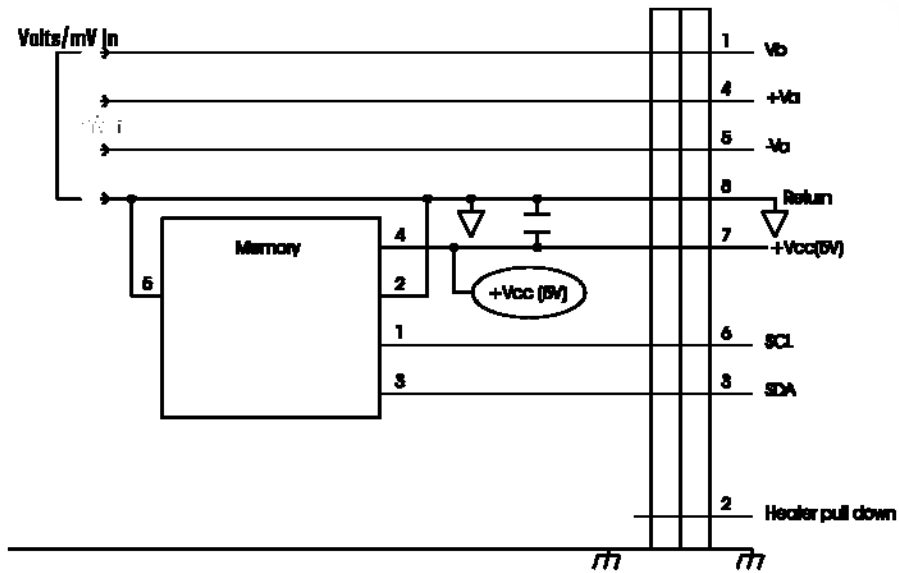 Volts/mV In
1 Vb
4 +Va
5 -Va
8 Return
Memory
4
7 +Vcc(5V)
5
2
+Vcc (5V)
1
6 SCL
3
3 SDA
2 Heater pull down